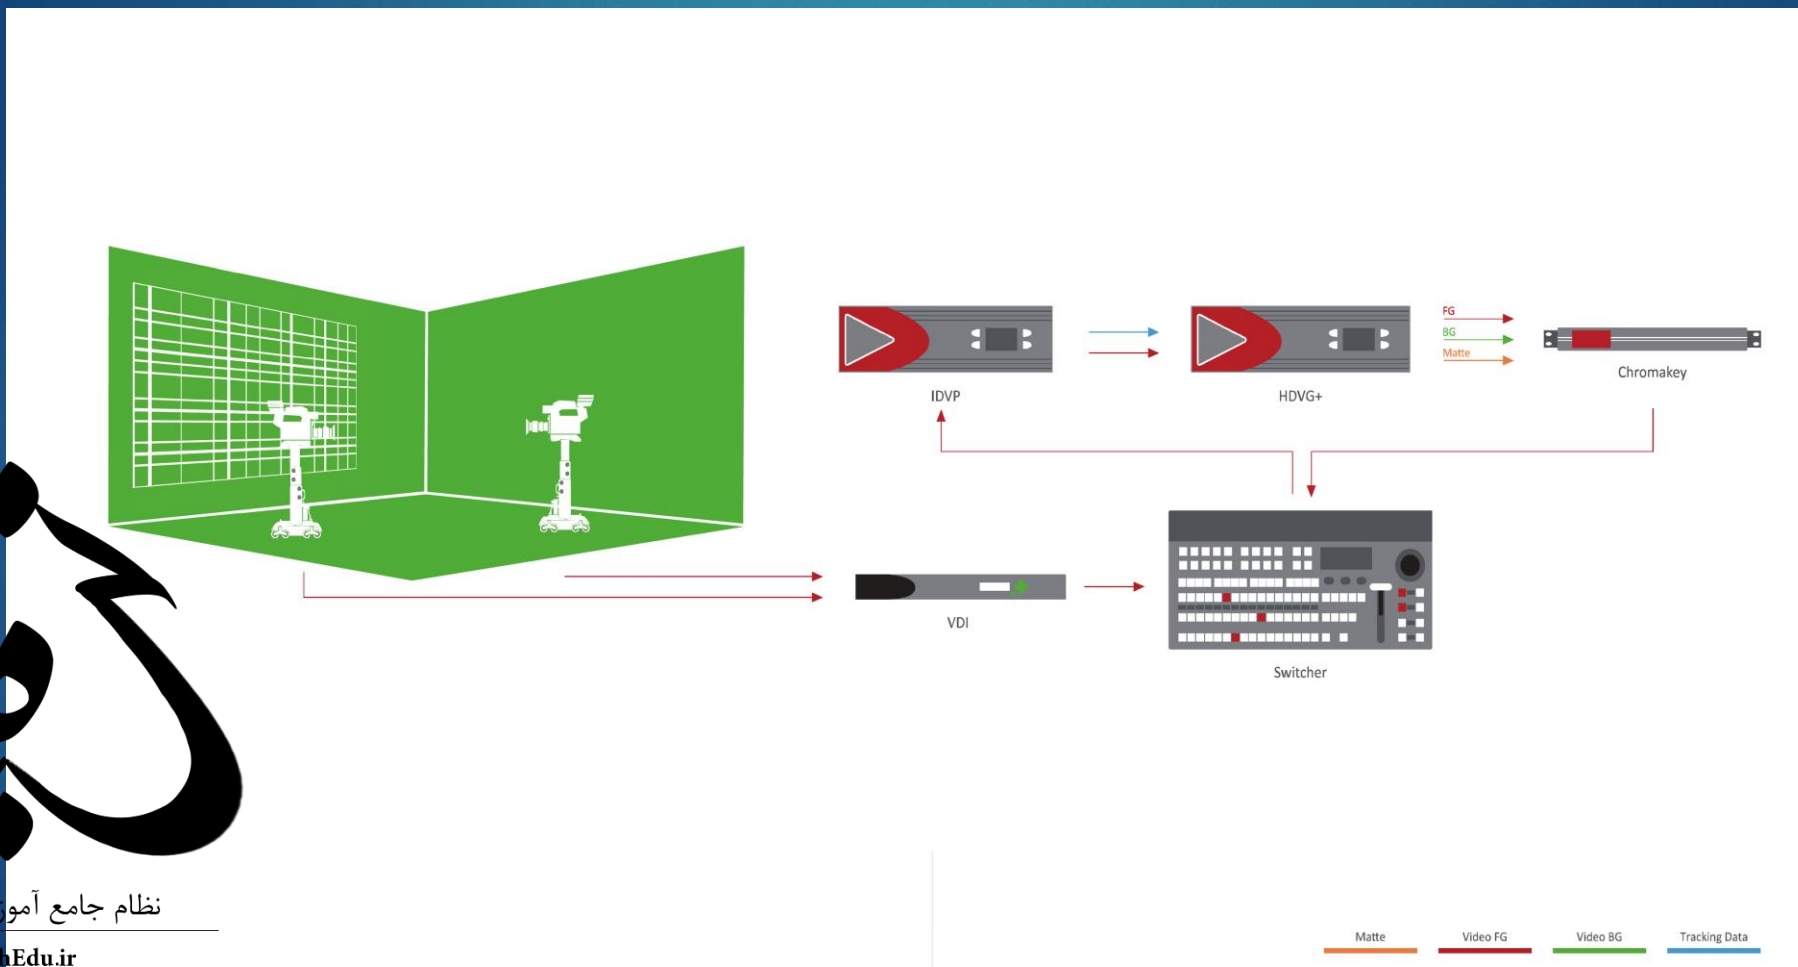 FG
BG
Matte
IDVP
HDVG+
Chromakey
VDI
Switcher
نظام جامع
hEdu.ir
Matte
Video FG
Video BG
Tracking Data